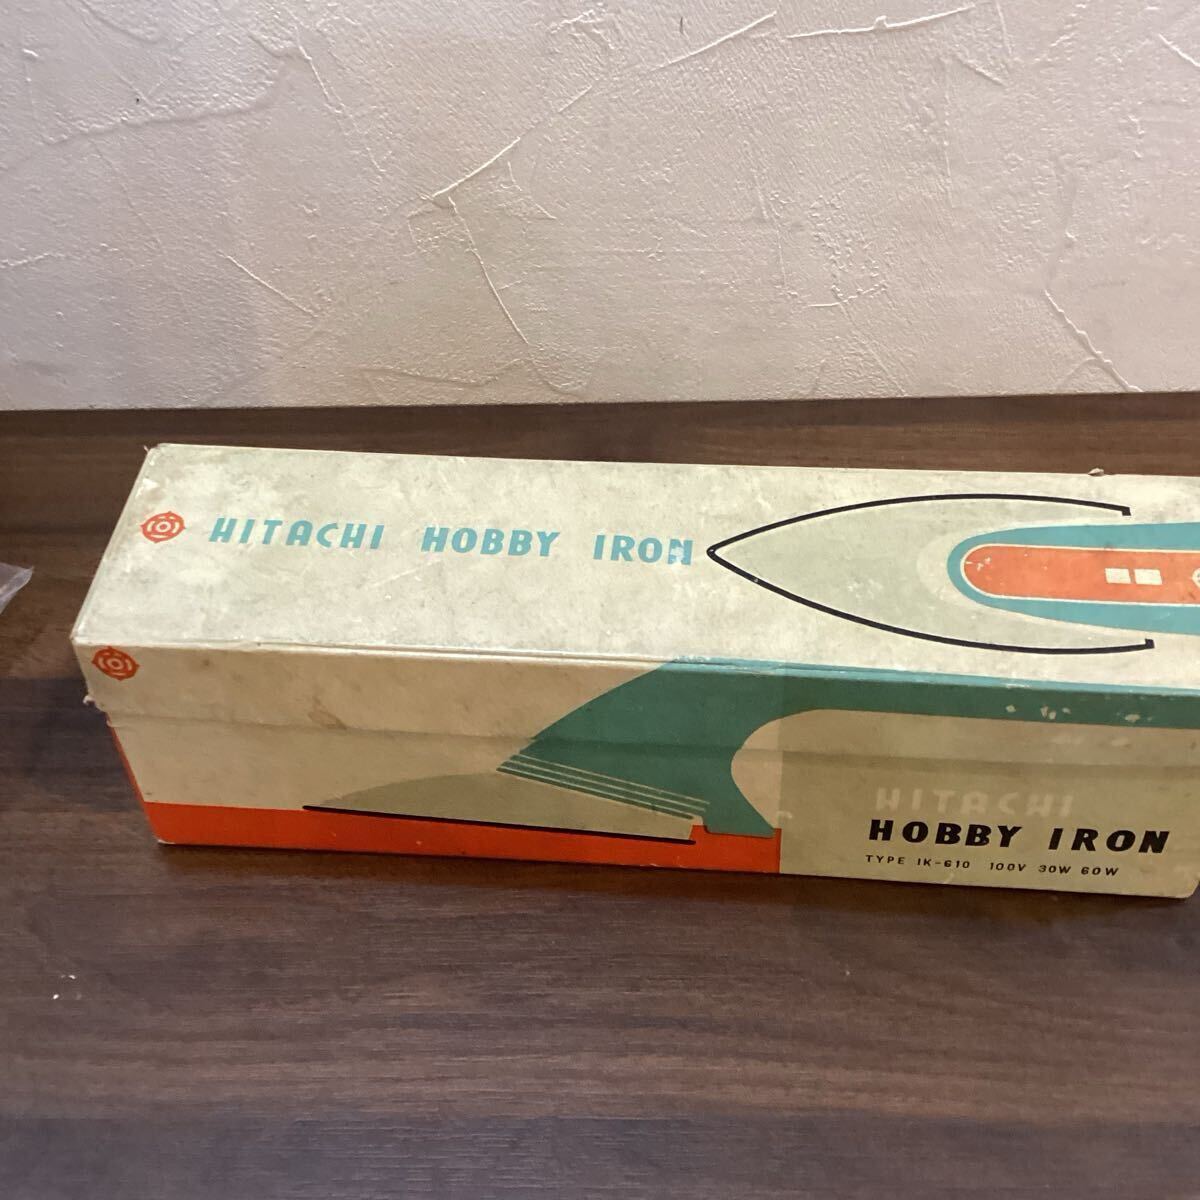 HITACHI HOBBY IRON
HITACHI
HOBBY IRON
TYPE IK-610 100V 30W 60W